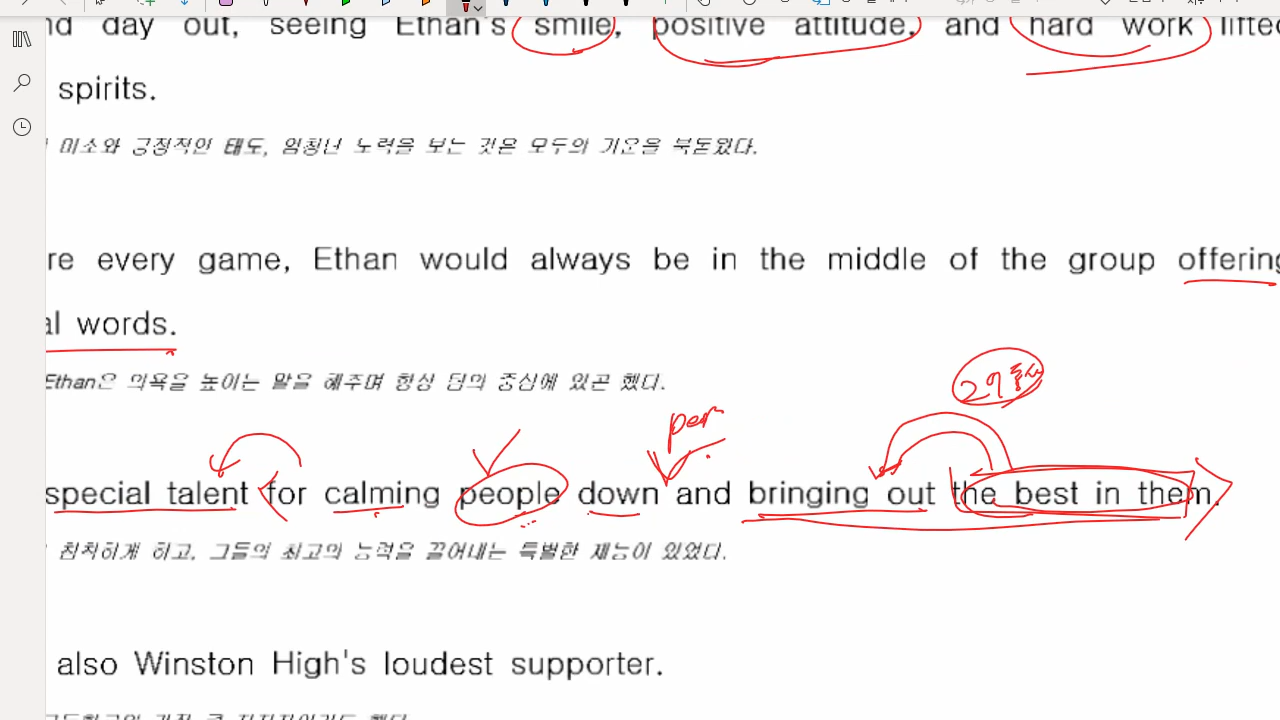 day out, seeing Ethan's smile, positive attitude, and hard work
spirits.
미소와 긍정적인 태도, 엄청난 노력을 보는 것은 모두의 기운을 북돋웠다.
every game, Ethan would always be in the middle of the group offering
words.
Ethan은 의욕을 높이는 말을 해주며 항상 팀의 중심에 있곤 했다.
2어동사
per
special talent for calming people down and bringing out the best in them.
침착하게 하고, 그들의 최고의 능력을 끌어내는 특별한 재능이 있었다.
also Winston High's loudest supporter.